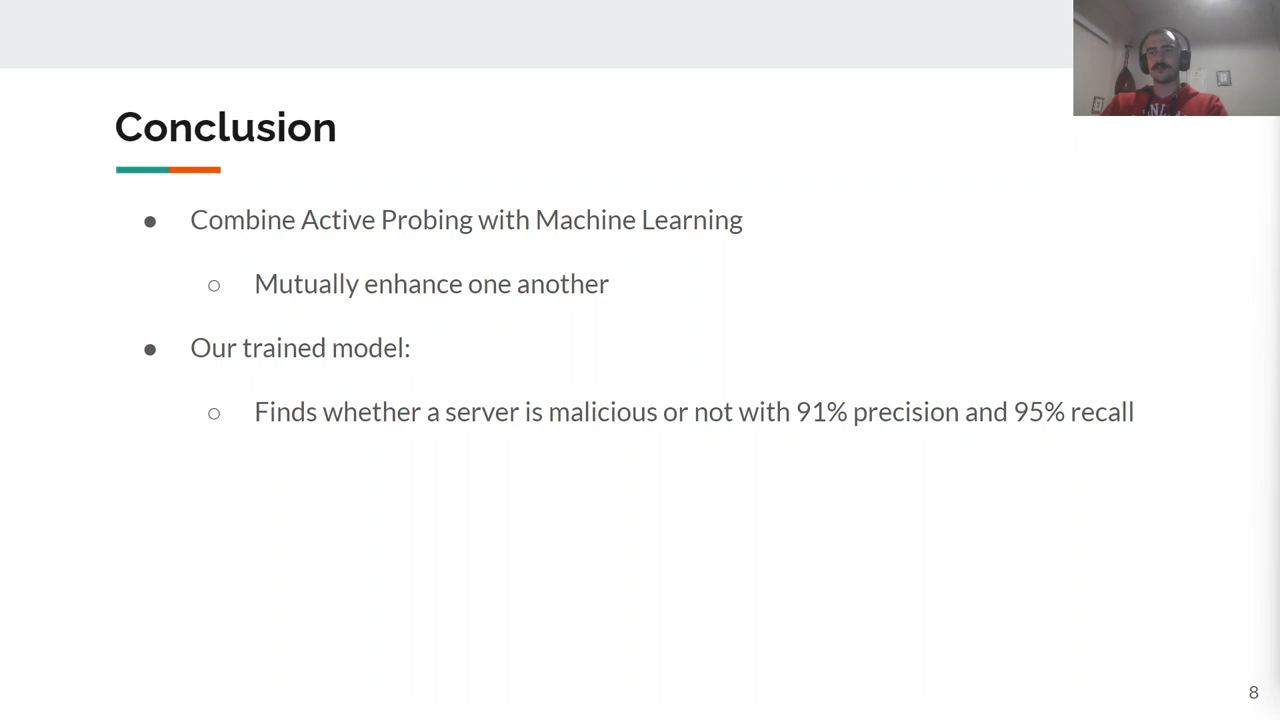 Conclusion
● Combine Active Probing with Machine Learning
○ Mutually enhance one another
● Our trained model:
○ Finds whether a server is malicious or not with 91% precision and 95% recall
8